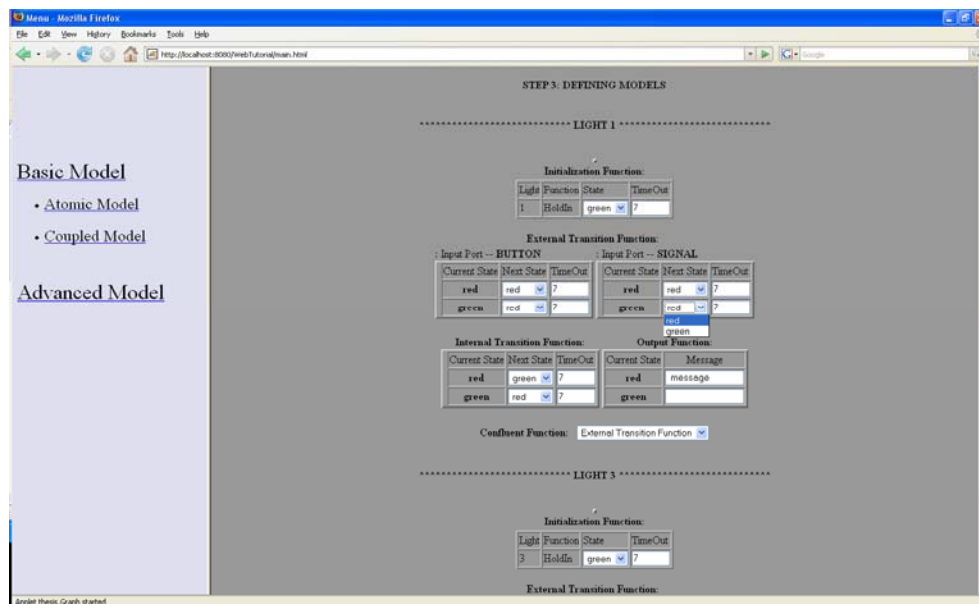 Menu - Mozilla Firefox
File Edit View History Bookmarks Tools Help
http://localhost:8080/WebTutorial/main.html
Google
Basic Model
• Atomic Model
• Coupled Model
Advanced Model
STEP 3: DEFINING MODELS
**************************** LIGHT 1 ****************************
Initialization Function:
Light Function State TimeOut
1 HoldIn green 7
External Transition Function:
: Input Port -- BUTTON : Input Port -- SIGNAL
Current State Next State TimeOut Current State Next State TimeOut
red red 7 red red 7
green red 7 green red 7
red
green
Internal Transition Function: Output Function:
Current State Next State TimeOut Current State Message
red green 7 red message
green red 7 green
Confluent Function: External Transition Function
**************************** LIGHT 3 ****************************
Initialization Function:
Light Function State TimeOut
3 HoldIn green 7
External Transition Function:
Applet thesis.Graph started